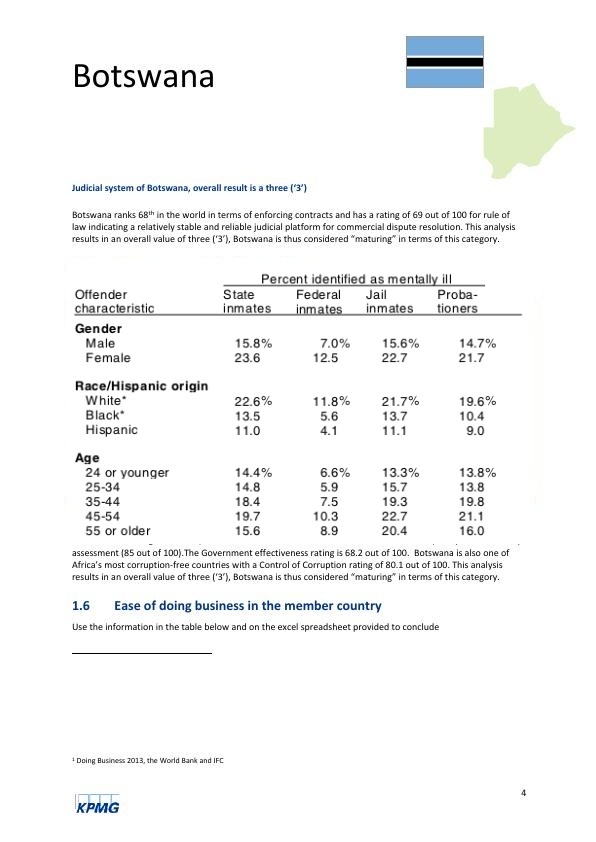 Botswana
Judicial system of Botswana, overall result is a three (‘3’)
Botswana ranks 68th in the world in terms of enforcing contracts and has a rating of 69 out of 100 for rule of
law indicating a relatively stable and reliable judicial platform for commercial dispute resolution. This analysis
results in an overall value of three (‘3’), Botswana is thus considered “maturing” in terms of this category.
Percent identified as mentally ill
Offender State Federal Jail Proba-
characteristic inmates inmates inmates tioners
Gender
Male 15.8% 7.0% 15.6% 14.7%
Female 23.6 12.5 22.7 21.7
Race/Hispanic origin
White* 22.6% 11.8% 21.7% 19.6%
Black* 13.5 5.6 13.7 10.4
Hispanic 11.0 4.1 11.1 9.0
Age
24 or younger 14.4% 6.6% 13.3% 13.8%
25-34 14.8 5.9 15.7 13.8
35-44 18.4 7.5 19.3 19.8
45-54 19.7 10.3 22.7 21.1
55 or older 15.6 8.9 20.4 16.0
assessment (85 out of 100).The Government effectiveness rating is 68.2 out of 100. Botswana is also one of
Africa’s most corruption-free countries with a Control of Corruption rating of 80.1 out of 100. This analysis
results in an overall value of three (‘3’), Botswana is thus considered “maturing” in terms of this category.
1.6 Ease of doing business in the member country
Use the information in the table below and on the excel spreadsheet provided to conclude
1 Doing Business 2013, the World Bank and IFC
4
KPMG